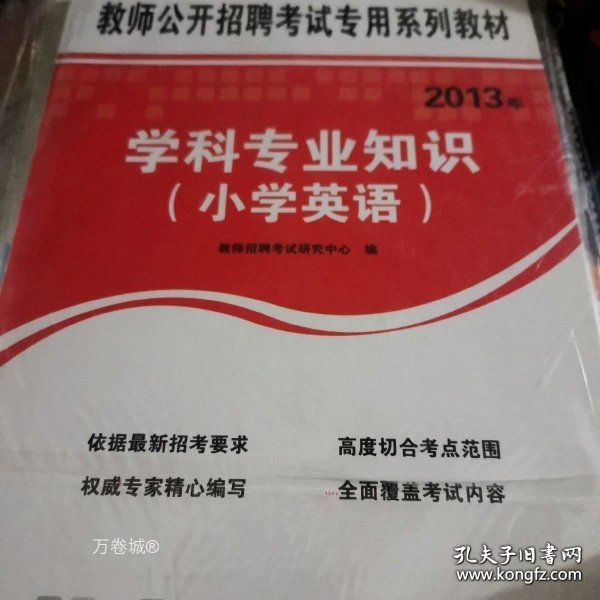 教师公开招聘考试专用系列教材
2013年
学科专业知识
（小学英语）
教师招聘考试研究中心 编
依据最新招考要求
高度切合考点范围
权威专家精心编写
全面覆盖考试内容
万卷城®
孔夫子旧书网
www.kongfz.com